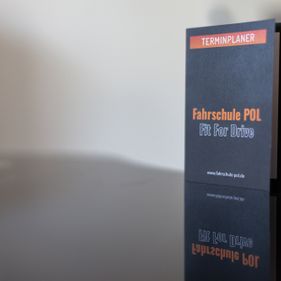 TERMINPLANER
Fahrschule POL
Fit For Drive
www.fahrschule-pol.de